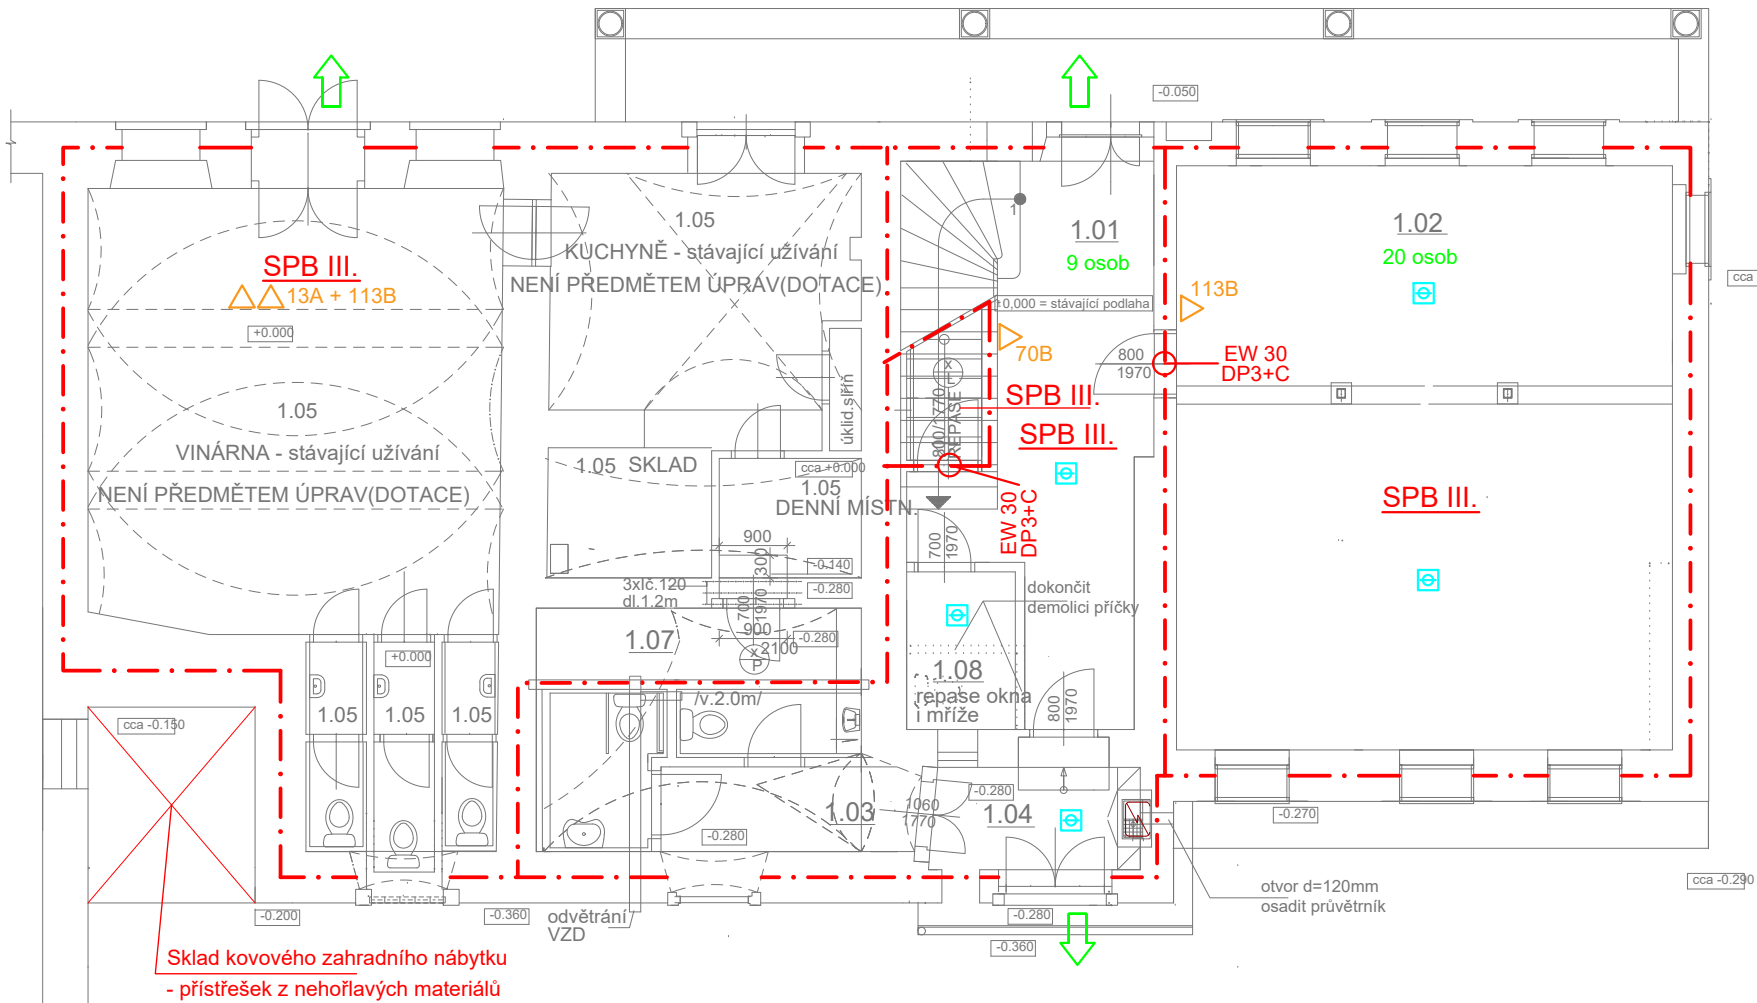 -0.050
1.05
KUCHYNĚ - stávající užívání
NENÍ PŘEDMĚTEM ÚPRAV(DOTACE)
SPB III.
13A + 113B
+0.000
1.05
VINÁRNA - stávající užívání
NENÍ PŘEDMĚTEM ÚPRAV(DOTACE)
1
1.01
9 osob
±0,000 = stávající podlaha
70B
1.02
20 osob
113B
cca
800
1970
EW 30
DP3+C
úklid.slřín
x
L
800/1770
REPASE
SPB III.
SPB III.
SPB III.
1.05 SKLAD
cca +0.000
1.05
DENNÍ MÍSTN.
EW 30
DP3+C
900
300
-0.140
-0.280
3xIč.120
dl.1.2m
700
1970
700
1970
1.07
900
2100
-0.280
x
P
dokončit
demolici příčky
+0.000
1.08
repase okna
i mříže
/v.2.0m/
800
1970
1.05
1.05
1.05
cca -0.150
1.03
1060
1770
-0.280
1.04
-0.280
-0.270
cca -0.290
otvor d=120mm
osadit průvětrník
-0.200
-0.360
odvětrání
VZD
-0.280
-0.360
Sklad kovového zahradního nábytku
- přístřešek z nehořlavých materiálů